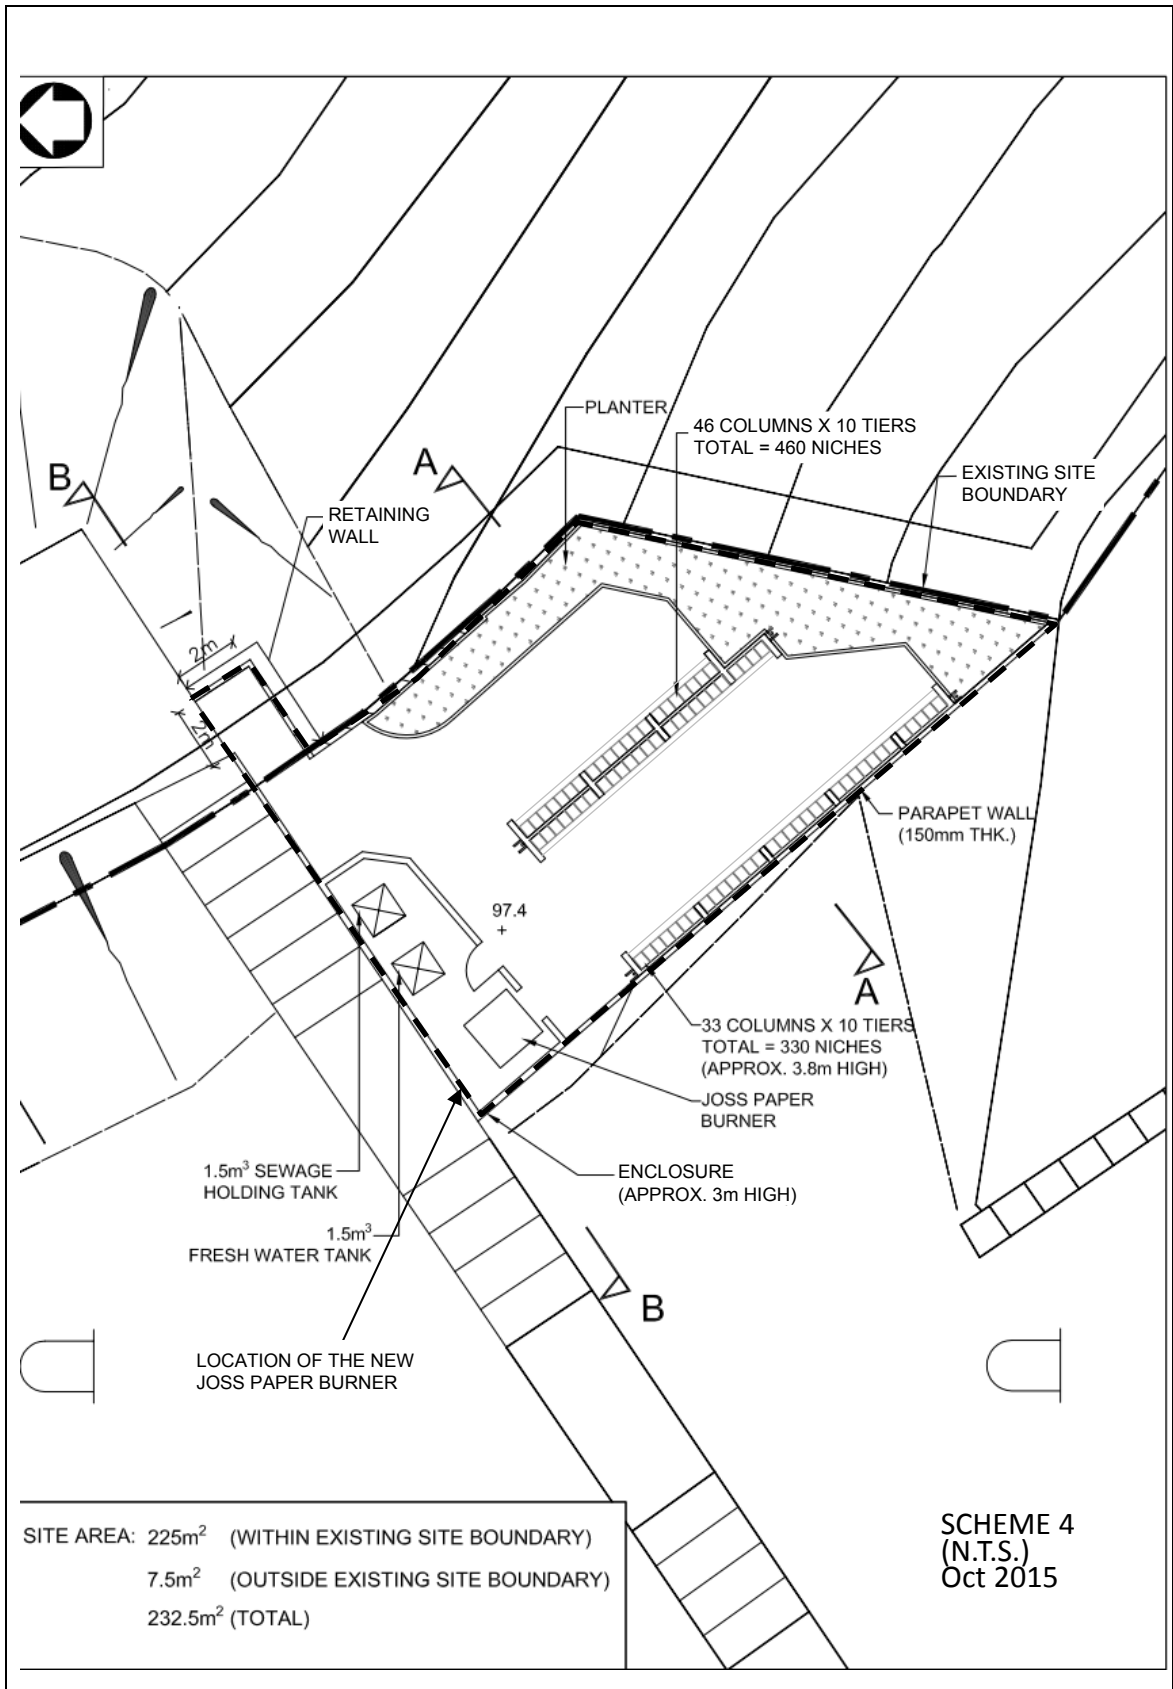 PLANTER
46 COLUMNS X 10 TIERS
TOTAL = 460 NICHES
A
B
EXISTING SITE
BOUNDARY
RETAINING
WALL
2m
2m
PARAPET WALL
(150mm THK.)
97.4
+
A
33 COLUMNS X 10 TIERS
TOTAL = 330 NICHES
(APPROX. 3.8m HIGH)
JOSS PAPER
BURNER
1.5m³ SEWAGE
HOLDING TANK
ENCLOSURE
(APPROX. 3m HIGH)
1.5m³
FRESH WATER TANK
B
LOCATION OF THE NEW
JOSS PAPER BURNER
SITE AREA: 225m² (WITHIN EXISTING SITE BOUNDARY)
7.5m² (OUTSIDE EXISTING SITE BOUNDARY)
232.5m² (TOTAL)
SCHEME 4
(N.T.S.)
Oct 2015